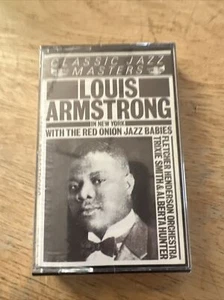 CLASSIC JAZZ
MASTERS
LOUIS
ARMSTRONG
IN NEW YORK
WITH THE RED ONION JAZZ BABIES
FLETCHER HENDERSON ORCHESTRA
TRIXIE SMITH & ALBERTA HUNTER